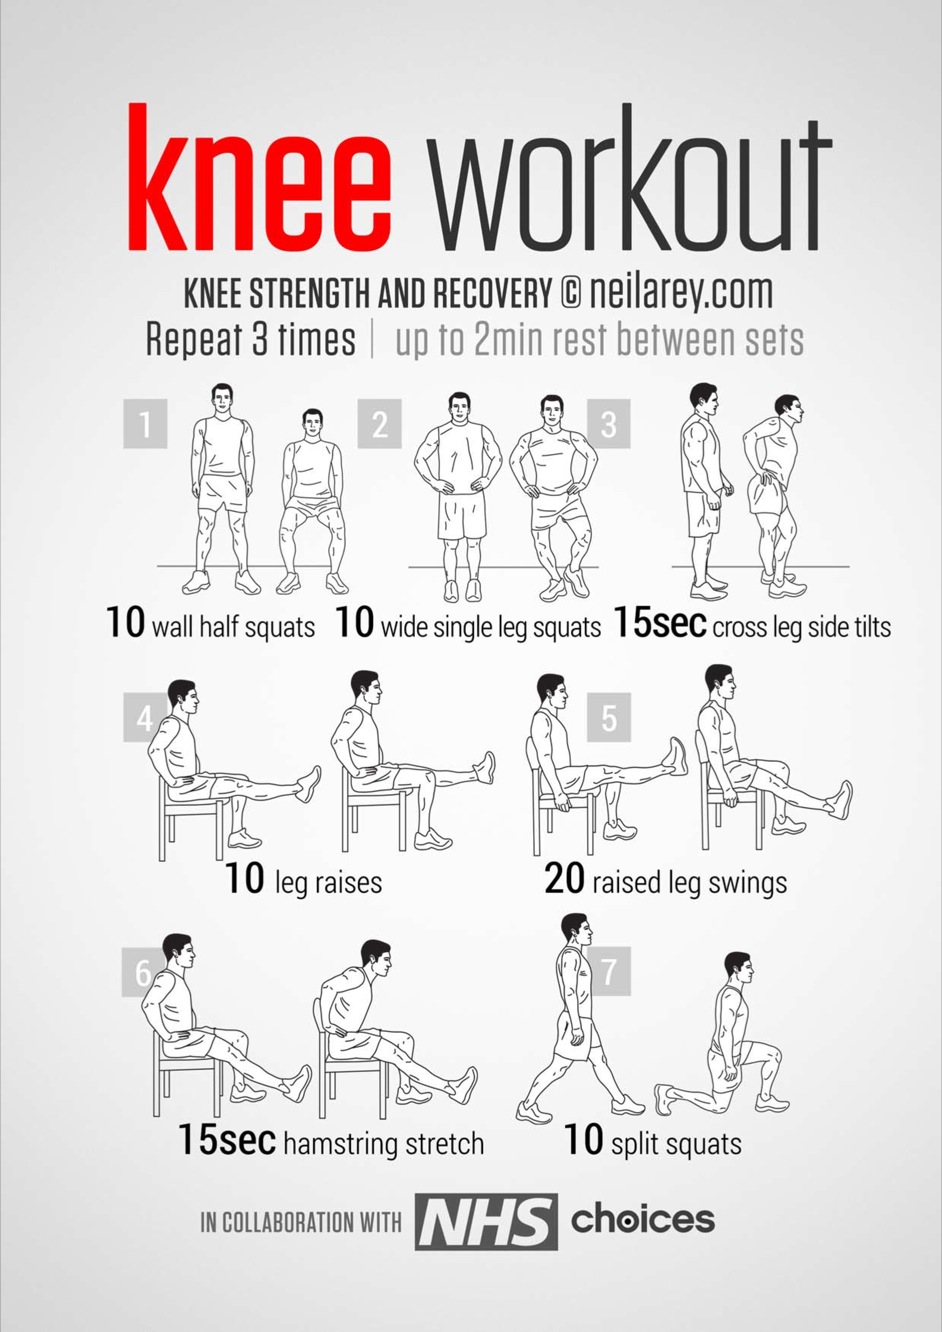 knee workout
KNEE STRENGTH AND RECOVERY © neilarey.com
Repeat 3 times | up to 2min rest between sets
1
2
3
10 wall half squats
10 wide single leg squats
15sec cross leg side tilts
4
5
10 leg raises
20 raised leg swings
6
7
15sec hamstring stretch
10 split squats
IN COLLABORATION WITH NHS choices